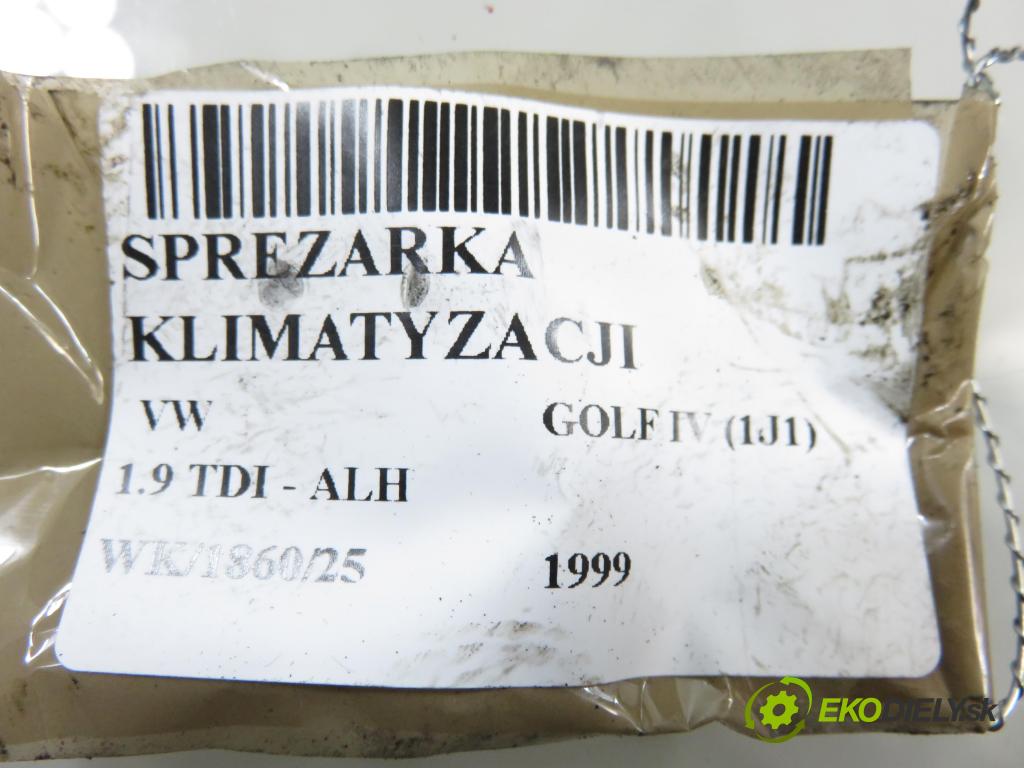 SPREZARKA
KLIMATYZACJI
VW GOLF IV (1J1)
1.9 TDI - ALH
WK/1860/25 1999
EKODIELY.sk